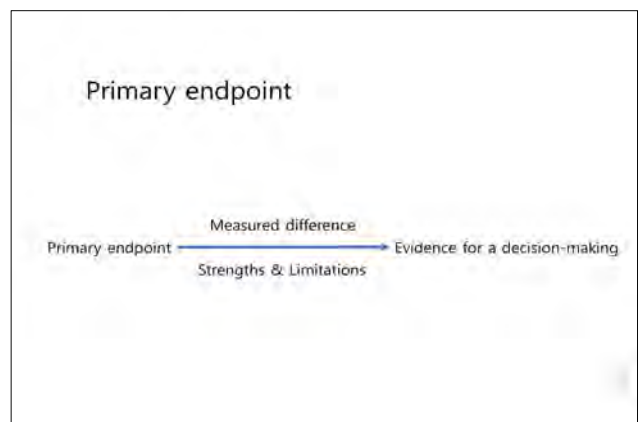 Primary endpoint
Measured difference
Primary endpoint Evidence for a decision-making
Strengths & Limitations